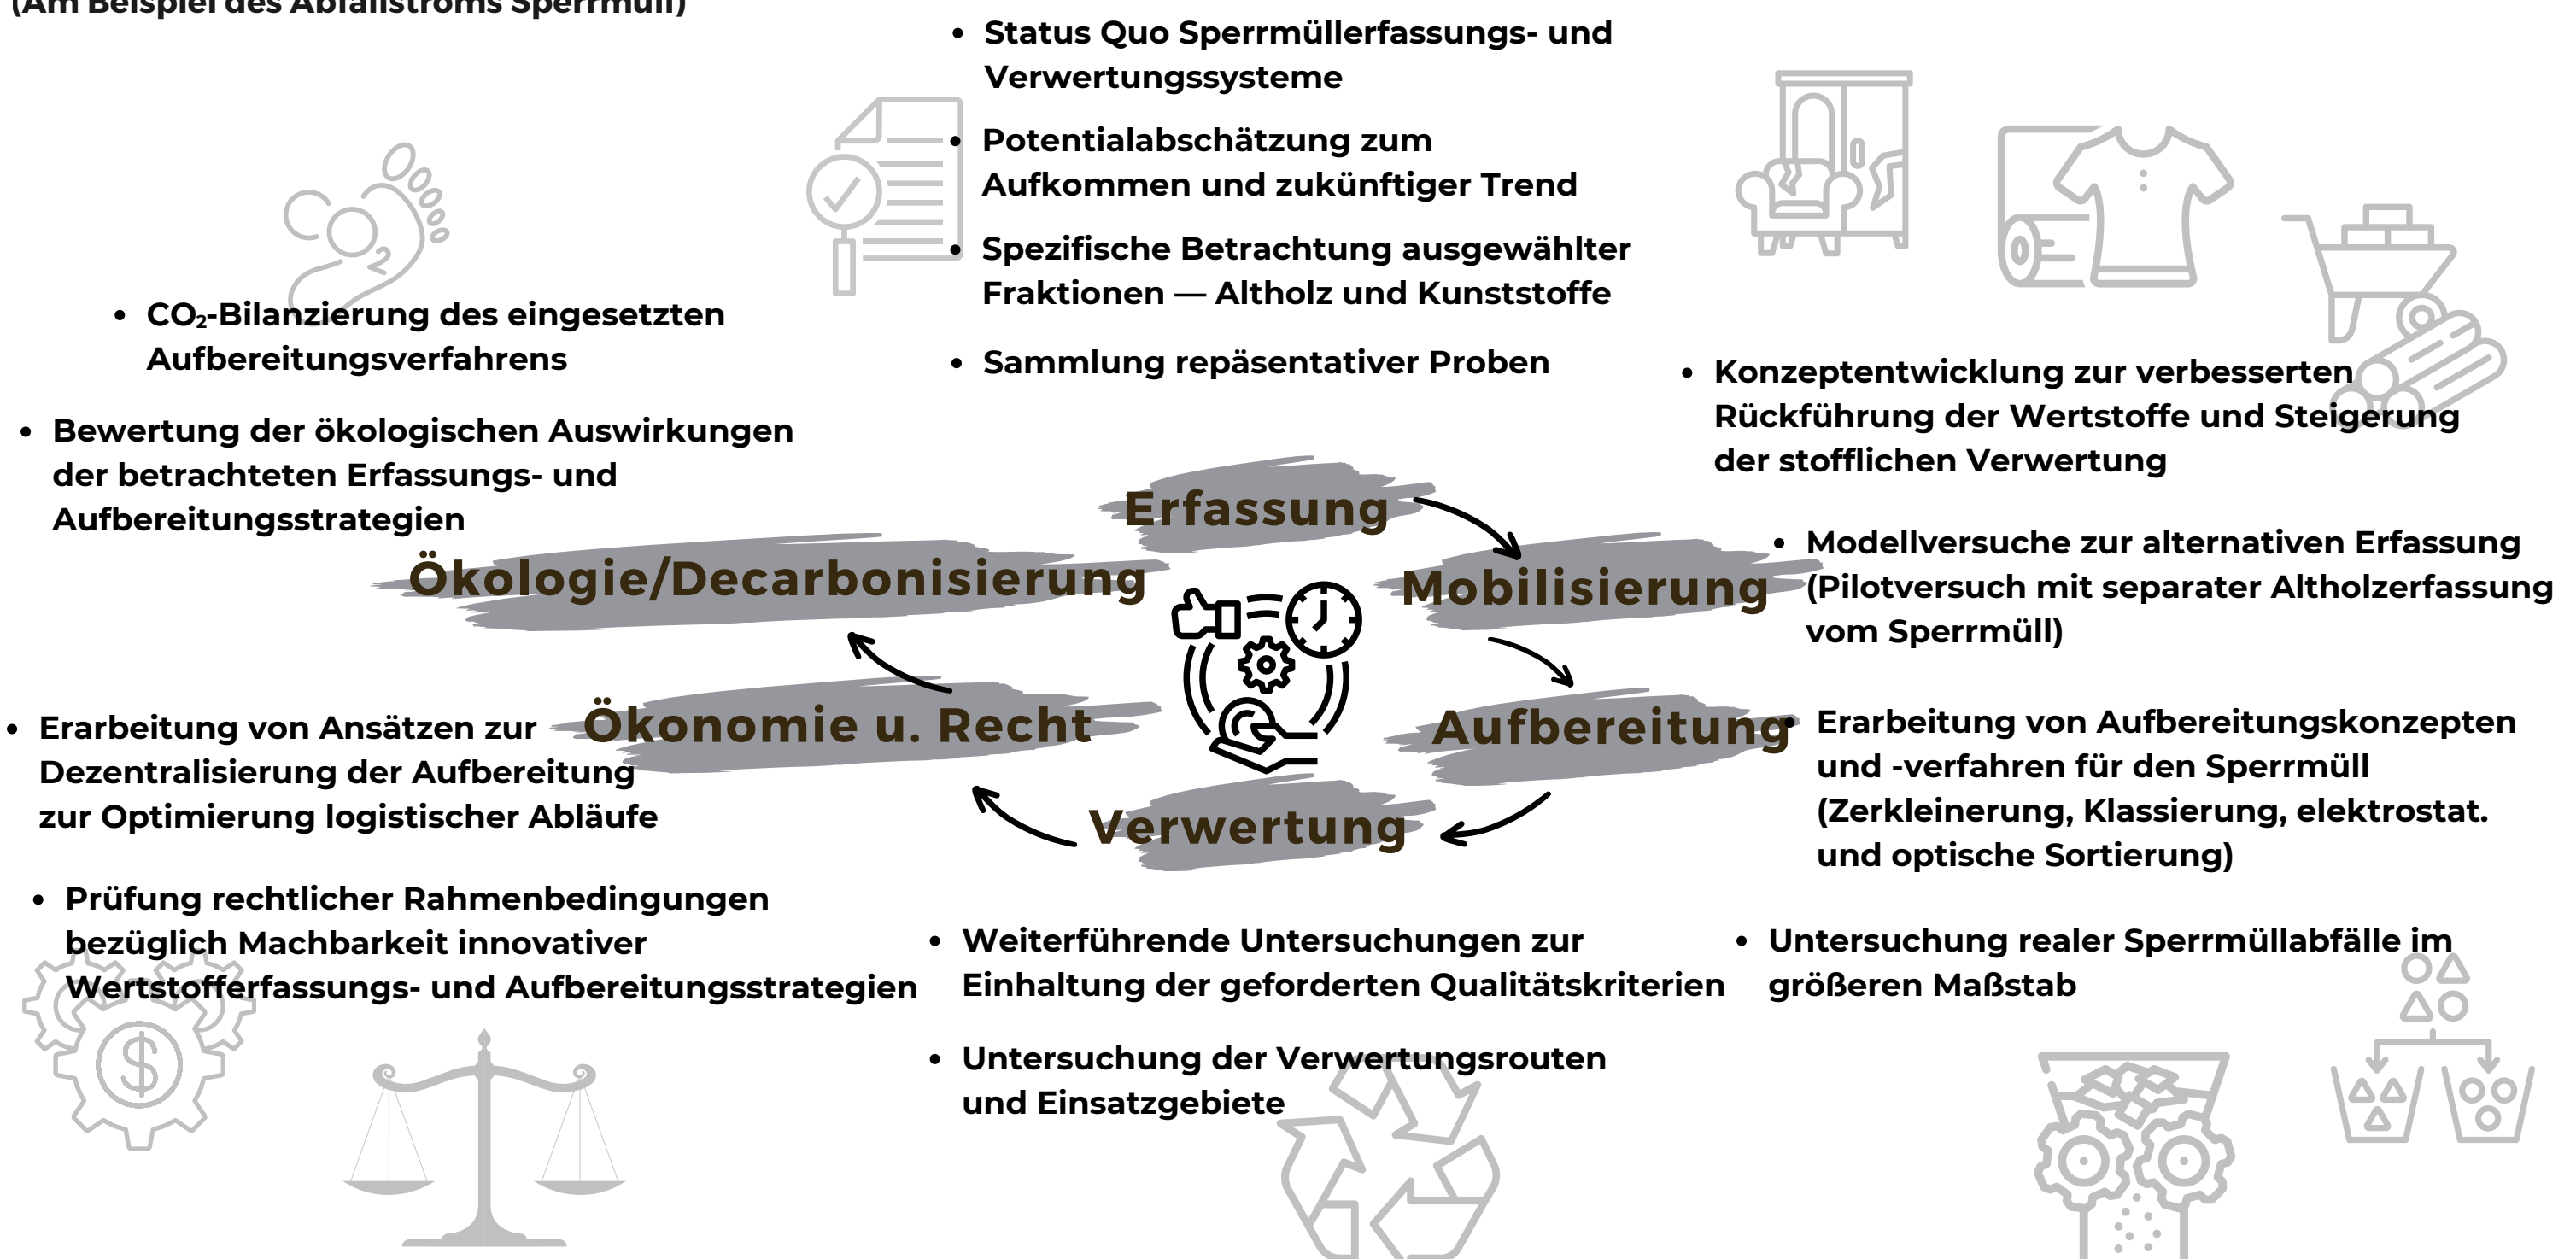 (Am Beispiel des Abfallstroms Sperrmüll)
• Status Quo Sperrmüllerfassungs- und
Verwertungssysteme
• Potentialabschätzung zum
Aufkommen und zukünftiger Trend
• Spezifische Betrachtung ausgewählter
Fraktionen — Altholz und Kunststoffe
• Sammlung repäsentativer Proben
• CO₂-Bilanzierung des eingesetzten
Aufbereitungsverfahrens
• Bewertung der ökologischen Auswirkungen
der betrachteten Erfassungs- und
Aufbereitungsstrategien
• Konzeptentwicklung zur verbesserten
Rückführung der Wertstoffe und Steigerung
der stofflichen Verwertung
• Modellversuche zur alternativen Erfassung
(Pilotversuch mit separater Altholzerfassung
vom Sperrmüll)
Erfassung
Ökologie/Decarbonisierung
Mobilisierung
Ökonomie u. Recht
Aufbereitung
Verwertung
• Erarbeitung von Ansätzen zur
Dezentralisierung der Aufbereitung
zur Optimierung logistischer Abläufe
• Prüfung rechtlicher Rahmenbedingungen
bezüglich Machbarkeit innovativer
Wertstofferfassungs- und Aufbereitungsstrategien
• Erarbeitung von Aufbereitungskonzepten
und -verfahren für den Sperrmüll
(Zerkleinerung, Klassierung, elektrostat.
und optische Sortierung)
• Untersuchung realer Sperrmüllabfälle im
größeren Maßstab
• Weiterführende Untersuchungen zur
Einhaltung der geforderten Qualitätskriterien
• Untersuchung der Verwertungsrouten
und Einsatzgebiete